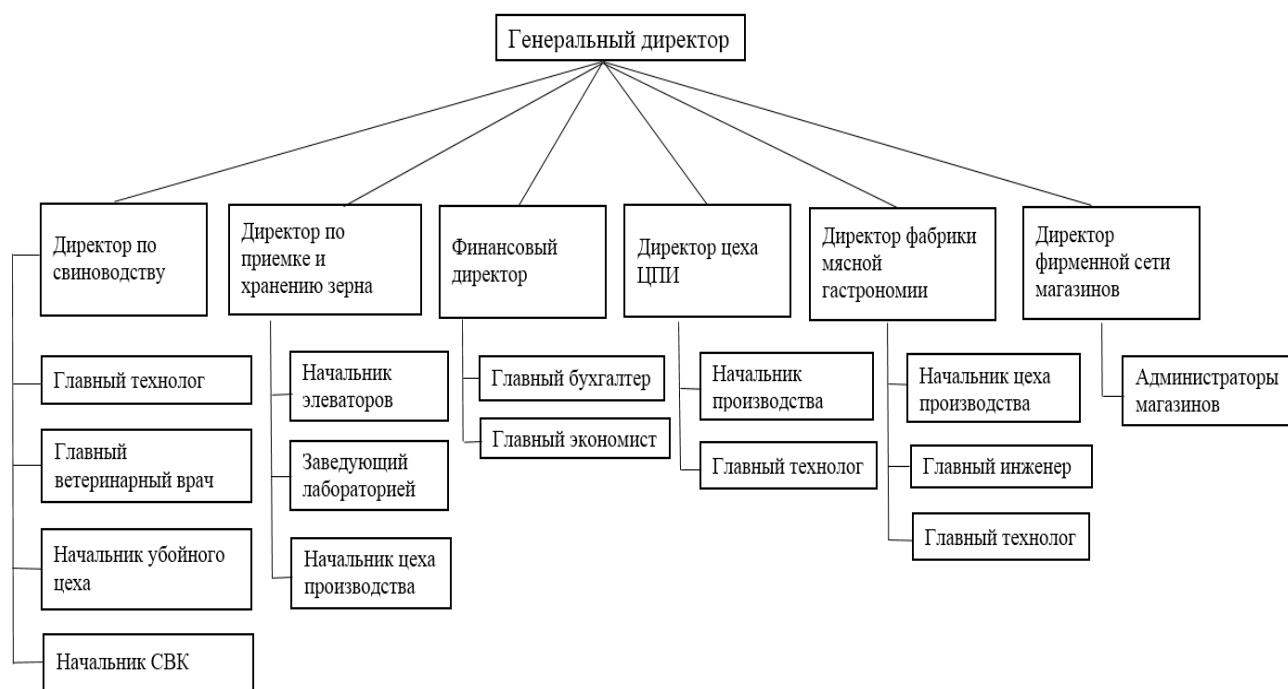 Генеральный директор
Директор по
свиноводству
Главный технолог
Главный
ветеринарный врач
Начальник убойного
цеха
Начальник СВК
Директор по
приемке и
хранению зерна
Начальник
элеваторов
Заведующий
лабораторией
Начальник цеха
производства
Финансовый
директор
Главный бухгалтер
Главный экономист
Директор цеха
ЦПИ
Начальник
производства
Главный технолог
Директор фабрики
мясной
гастрономии
Начальник цеха
производства
Главный инженер
Главный технолог
Директор
фирменной сети
магазинов
Администраторы
магазинов